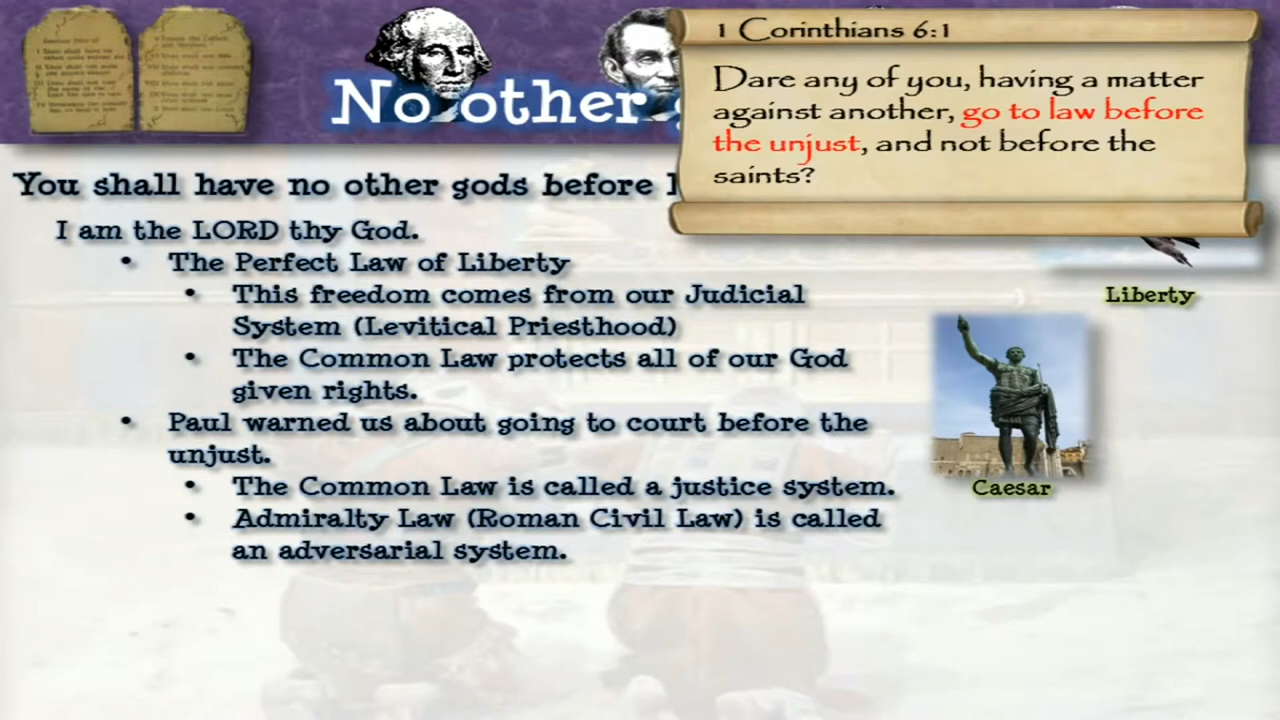 No other
1 Corinthians 6:1
Dare any of you, having a matter
against another, go to law before
the unjust, and not before the
saints?
You shall have no other gods before
I am the LORD thy God.
• The Perfect Law of Liberty
• This freedom comes from our Judicial
System (Levitical Priesthood)
• The Common Law protects all of our God
given rights.
• Paul warned us about going to court before the
unjust.
• The Common Law is called a justice system.
• Admiralty Law (Roman Civil Law) is called
an adversarial system.
Liberty
Caesar